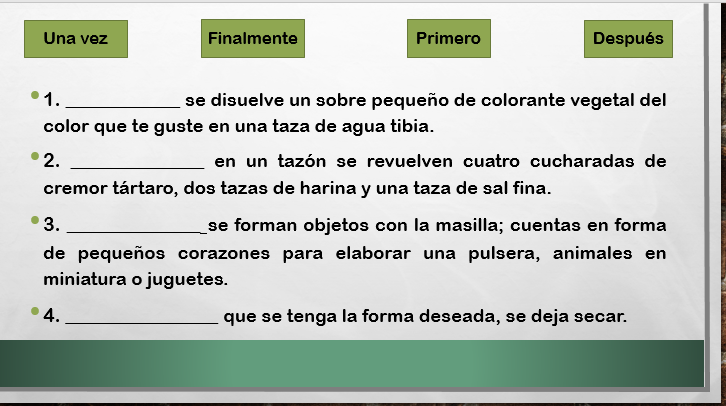 Una vez Finalmente Primero Después
• 1. ____________ se disuelve un sobre pequeño de colorante vegetal del
color que te guste en una taza de agua tibia.
• 2. ______________ en un tazón se revuelven cuatro cucharadas de
cremor tártaro, dos tazas de harina y una taza de sal fina.
• 3. _______________se forman objetos con la masilla; cuentas en forma
de pequeños corazones para elaborar una pulsera, animales en
miniatura o juguetes.
• 4. ________________ que se tenga la forma deseada, se deja secar.